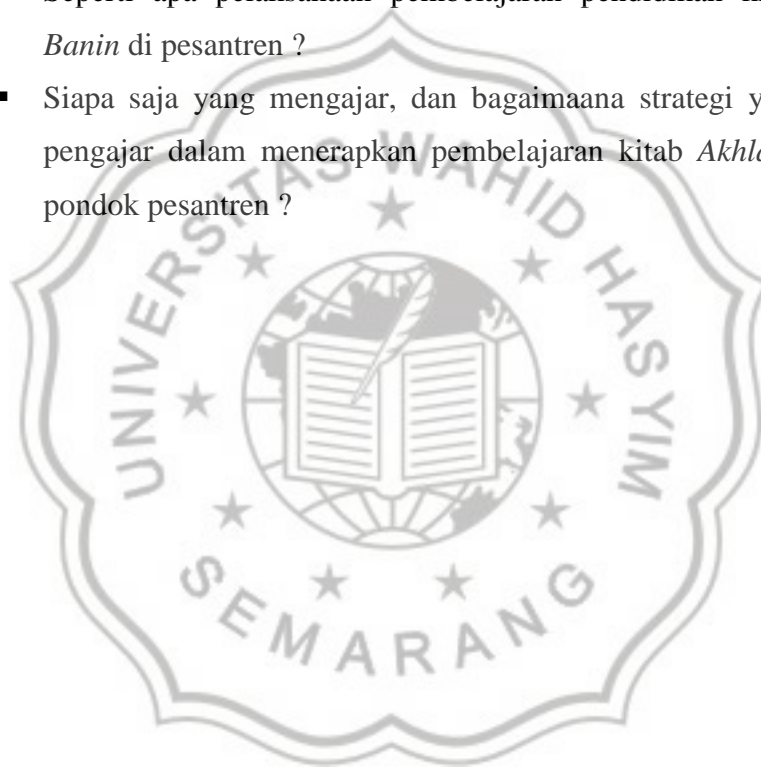 Seperti apa pelaksanaan pembelajaran pendidikan
Banin di pesantren ?
▪ Siapa saja yang mengajar, dan bagaimaana strategi y
pengajar dalam menerapkan pembelajaran kitab Akhla
pondok pesantren ?
UNIVERSITAS WAHID HASYIM
SEMARANG